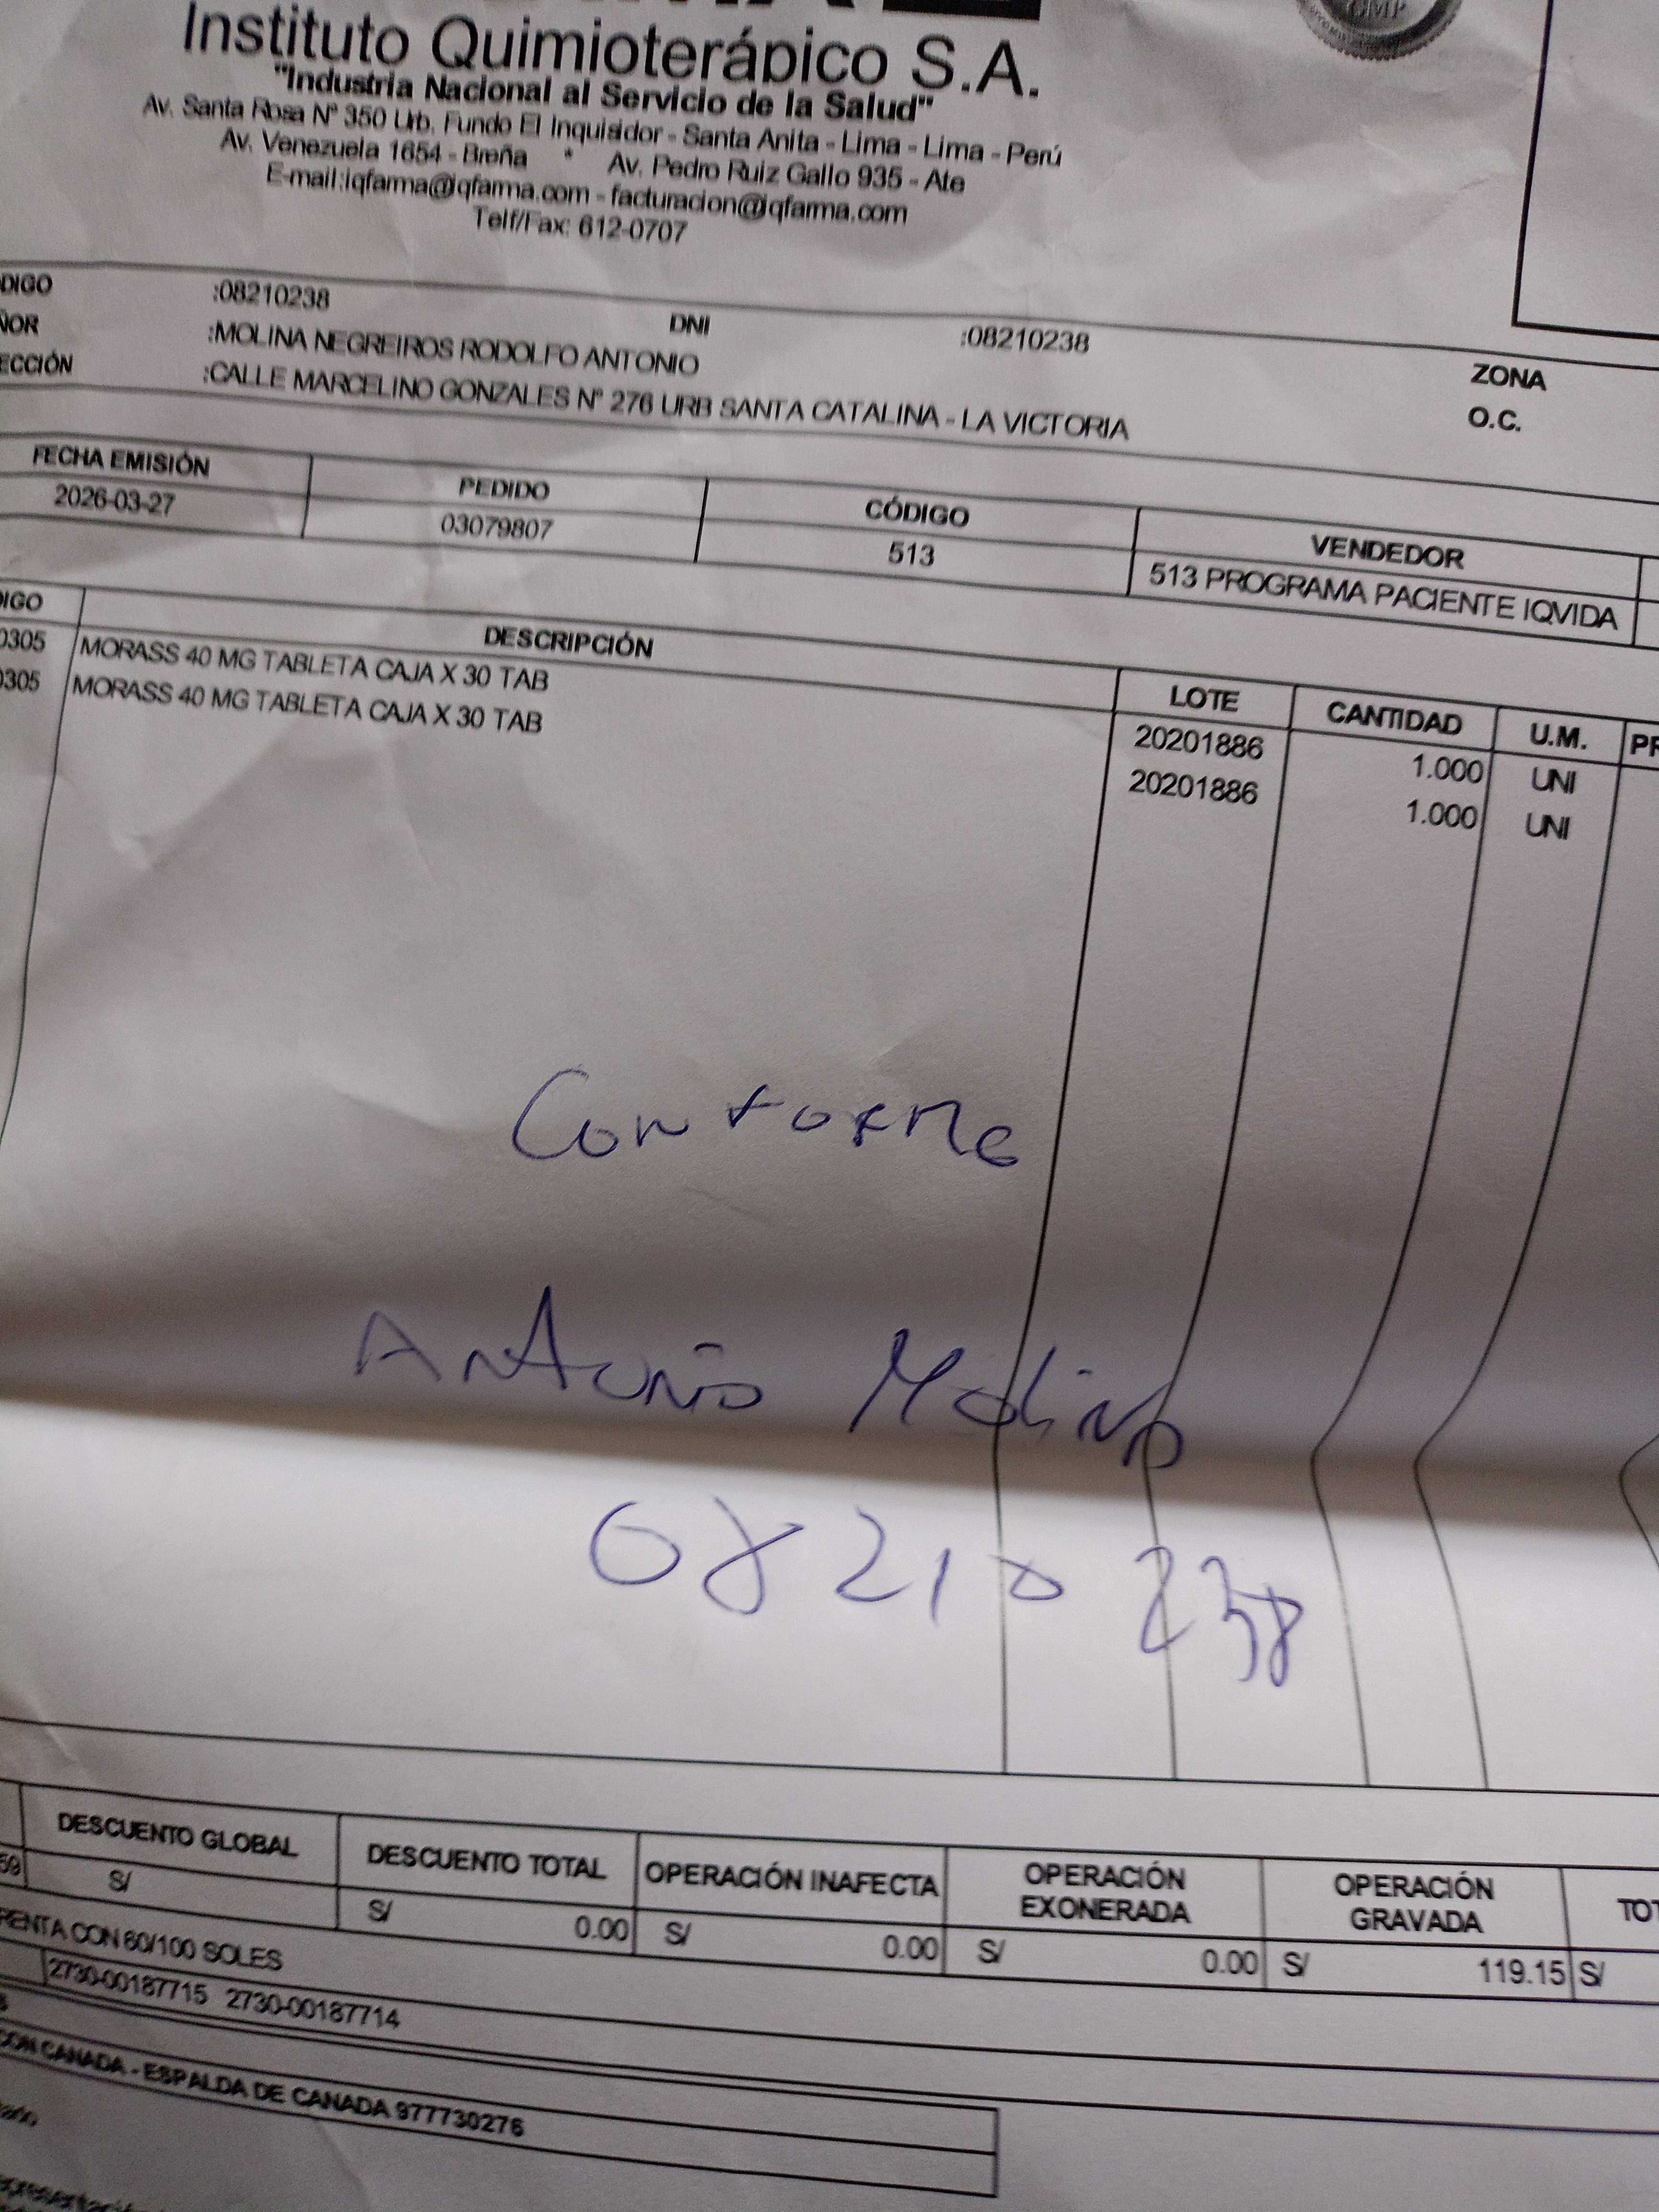 Instituto Quimioterápico S.A.
"Industria Nacional al Servicio de la Salud"
Av. Santa Rosa N° 350 Urb. Fundo El Inquisidor - Santa Anita - Lima - Lima - Perú
Av. Venezuela 1654 - Breña * Av. Pedro Ruiz Gallo 935 - Ate
E-mail:iqfarma@iqfarma.com - facturacion@iqfarma.com
Telf/Fax: 612-0707
GMP
DIGO :08210238 DNI :08210238 ZONA
ÑOR :MOLINA NEGREIROS RODOLFO ANTONIO O.C.
ECCIÓN :CALLE MARCELINO GONZALES N° 276 URB SANTA CATALINA - LA VICTORIA
FECHA EMISIÓN PEDIDO CÓDIGO VENDEDOR
2026-03-27 03079807 513 513 PROGRAMA PACIENTE IQVIDA
DIGO DESCRIPCIÓN LOTE CANTIDAD U.M. PR
0305 MORASS 40 MG TABLETA CAJA X 30 TAB 20201886 1.000 UNI
0305 MORASS 40 MG TABLETA CAJA X 30 TAB 20201886 1.000 UNI
Conforme
Antonio Molina
08210238
DESCUENTO GLOBAL DESCUENTO TOTAL OPERACIÓN INAFECTA OPERACIÓN EXONERADA OPERACIÓN GRAVADA TOT
59 S/ S/ 0.00 S/ 0.00 S/ 0.00 S/ 119.15 S/
RENTA CON 60/100 SOLES
2730-00187715 2730-00187714
CON CANADA - ESPALDA DE CANADA 977730276